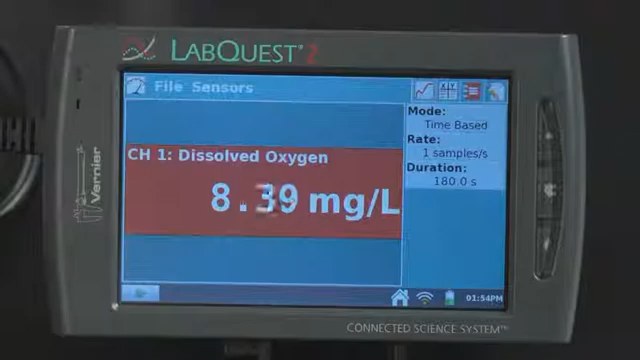 LABQUEST® 2
File Sensors
Mode:
Time Based
Rate:
1 samples/s
Duration:
180.0 s
CH 1: Dissolved Oxygen
8.39 mg/L
Vernier
01:54PM
CONNECTED SCIENCE SYSTEM™